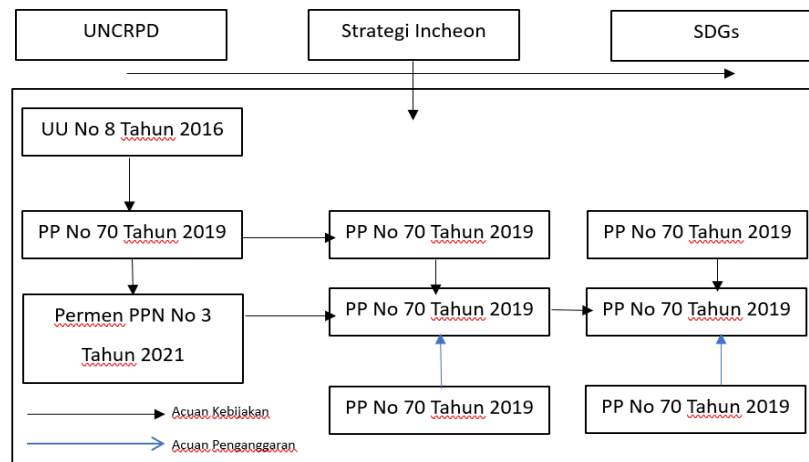 UNCRPD
Strategi Incheon
SDGs
UU No 8 Tahun 2016
PP No 70 Tahun 2019
PP No 70 Tahun 2019
PP No 70 Tahun 2019
Permen PPN No 3
Tahun 2021
PP No 70 Tahun 2019
PP No 70 Tahun 2019
PP No 70 Tahun 2019
PP No 70 Tahun 2019
Acuan Kebijakan
Acuan Penganggaran